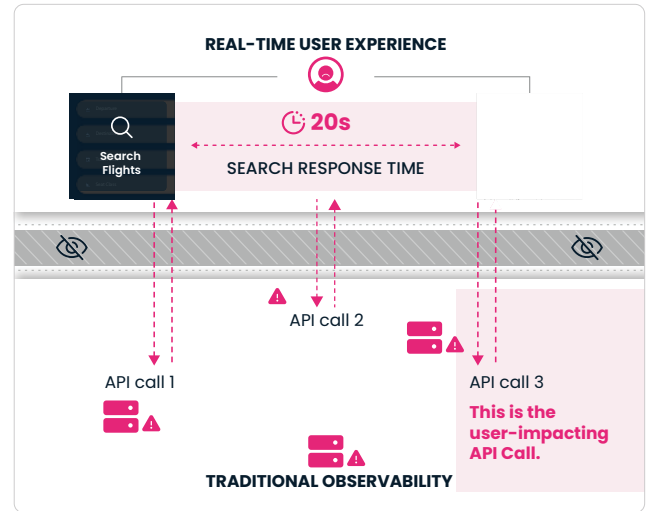 REAL-TIME USER EXPERIENCE
20s
Search
Flights
SEARCH RESPONSE TIME
API call 2
API call 1
API call 3
This is the
user-impacting
API Call.
TRADITIONAL OBSERVABILITY